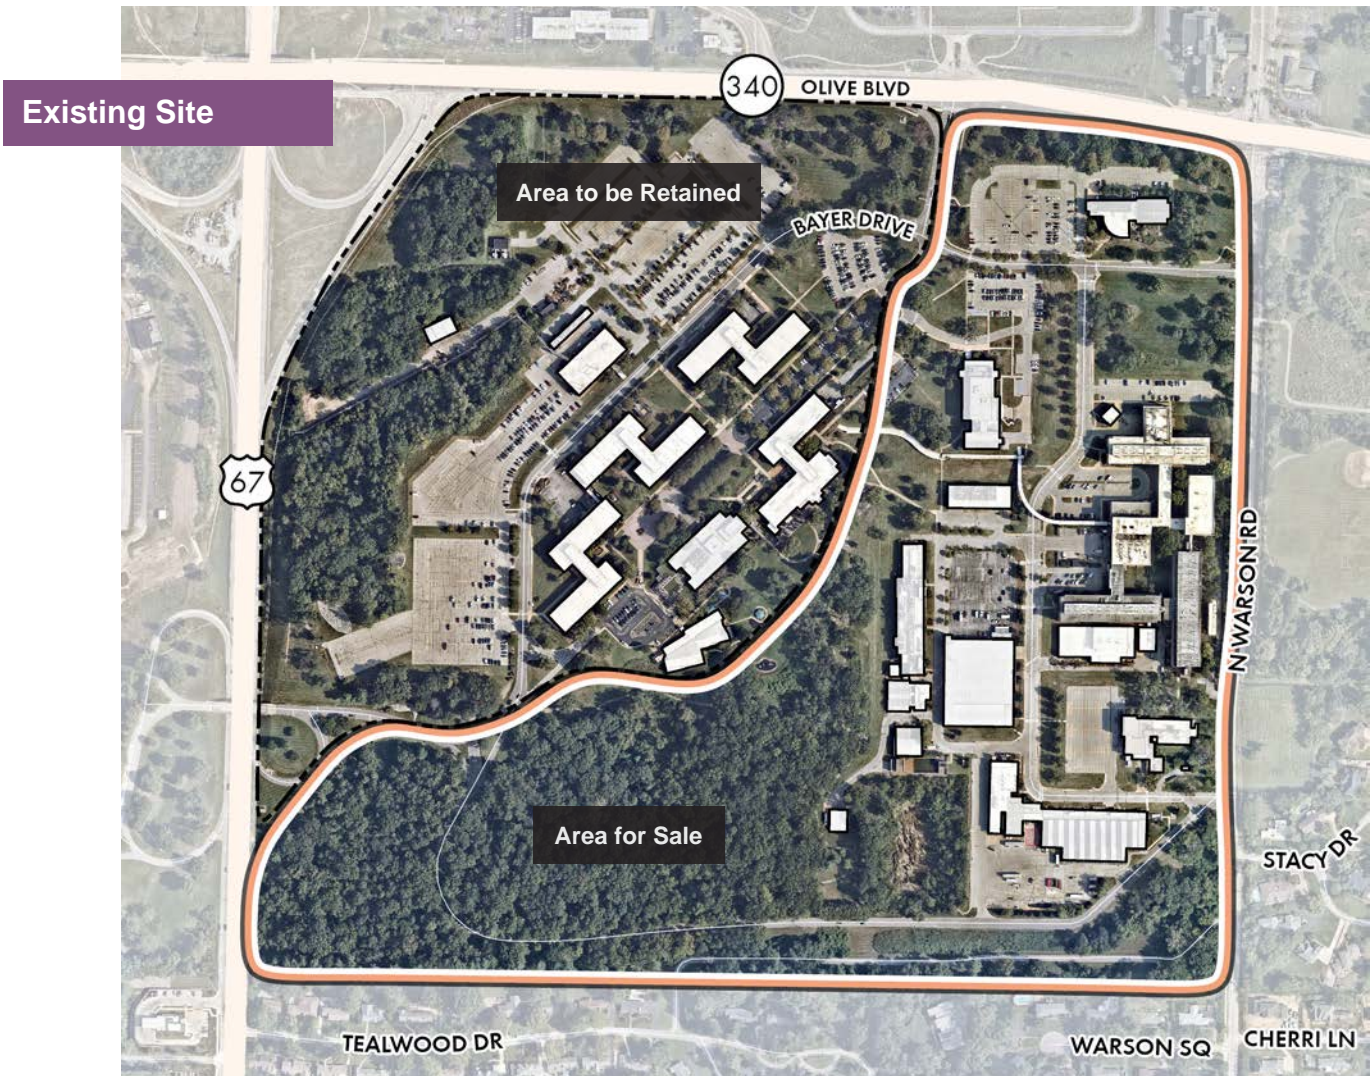 340
OLIVE BLVD
Existing Site
Area to be Retained
BAYER DRIVE
67
N WARSON RD
Area for Sale
STACY DR
TEALWOOD DR
WARSON SQ
CHERRI LN